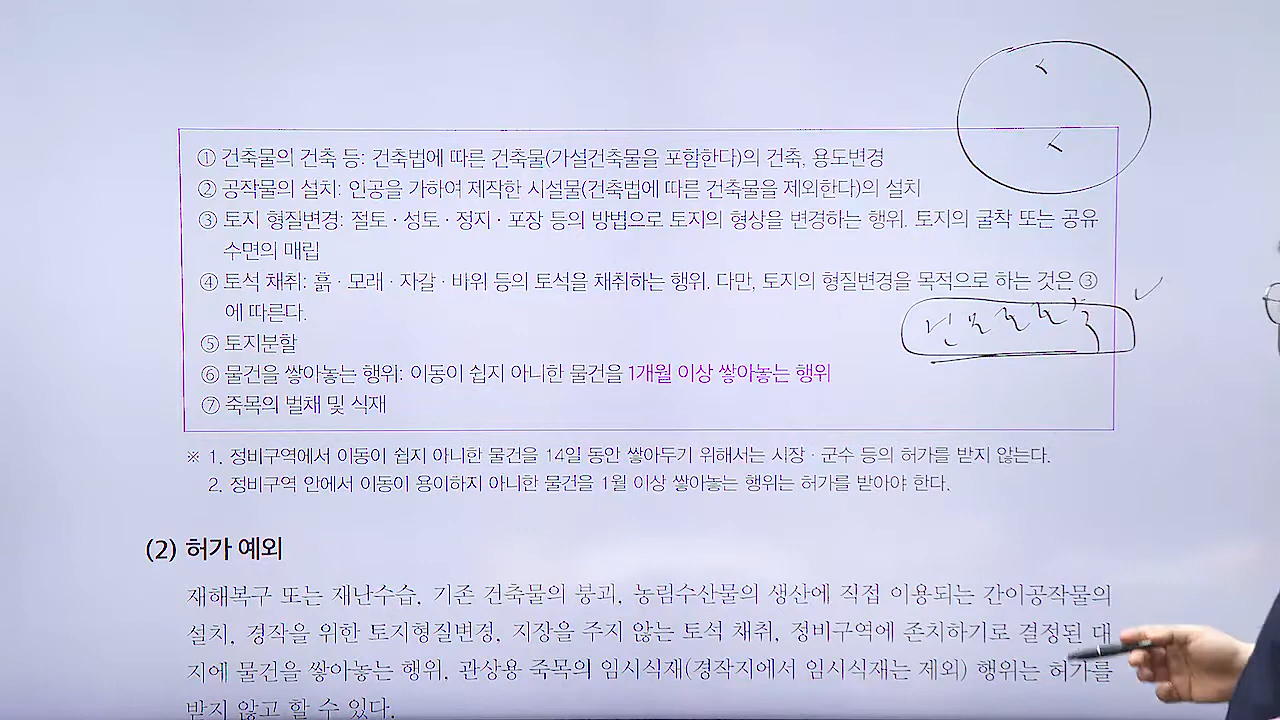 ① 건축물의 건축 등: 건축법에 따른 건축물(가설건축물을 포함한다)의 건축, 용도변경
② 공작물의 설치: 인공을 가하여 제작한 시설물(건축법에 따른 건축물을 제외한다)의 설치
③ 토지 형질변경: 절토·성토·정지·포장 등의 방법으로 토지의 형상을 변경하는 행위. 토지의 굴착 또는 공유
수면의 매립
④ 토석 채취: 흙·모래·자갈·바위 등의 토석을 채취하는 행위. 다만, 토지의 형질변경을 목적으로 하는 것은 ③
에 따른다.
⑤ 토지분할
⑥ 물건을 쌓아놓는 행위: 이동이 쉽지 아니한 물건을 1개월 이상 쌓아놓는 행위
⑦ 죽목의 벌채 및 식재
※ 1. 정비구역에서 이동이 쉽지 아니한 물건을 14일 동안 쌓아두기 위해서는 시장·군수 등의 허가를 받지 않는다.
2. 정비구역 안에서 이동이 용이하지 아니한 물건을 1월 이상 쌓아놓는 행위는 허가를 받아야 한다.
(2) 허가 예외
재해복구 또는 재난수습, 기존 건축물의 붕괴, 농림수산물의 생산에 직접 이용되는 간이공작물의
설치, 경작을 위한 토지형질변경, 지장을 주지 않는 토석 채취, 정비구역에 존치하기로 결정된 대
지에 물건을 쌓아놓는 행위, 관상용 죽목의 임시식재(경작지에서 임시식재는 제외) 행위는 허가를
받지 않고 할 수 있다.